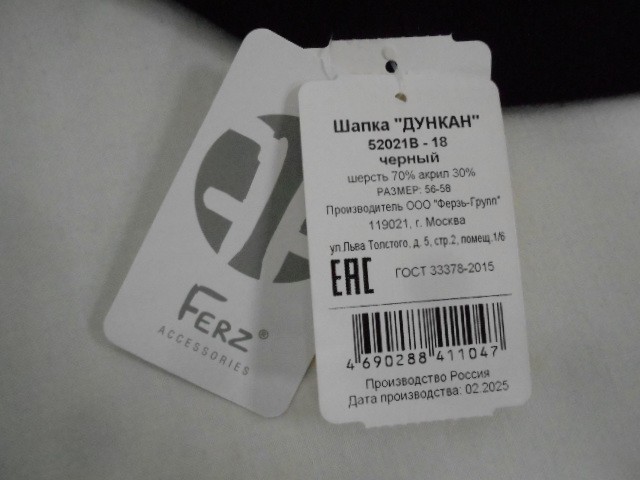 Шапка "ДУНКАН"
52021В - 18
черный
шерсть 70% акрил 30%
РАЗМЕР: 56-58
Производитель ООО "Ферзь-Групп"
119021, г. Москва
ул.Льва Толстого, д. 5, стр.2, помещ.1/6
ЕАС ГОСТ 33378-2015
4 690288 411047
Производство Россия
Дата производства: 02.2025
FERZ®
ACCESSORIES